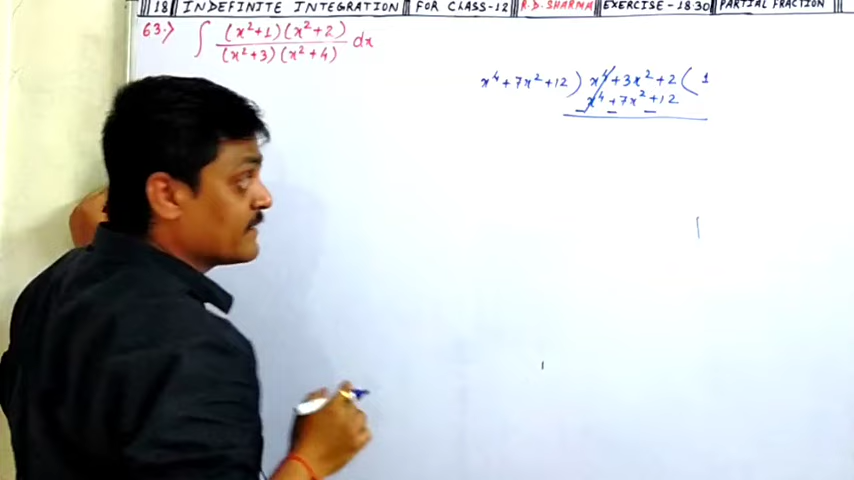 18 INDEFINITE INTEGRATION FOR CLASS-12 R.D. SHARMA EXERCISE-18.30 PARTIAL FRACTION
63.> ∫ (x²+1)(x²+2) / (x²+3)(x²+4) dx
x⁴+7x²+12 ) x⁴+3x²+2 ( 1
x⁴+7x²+12
- - -